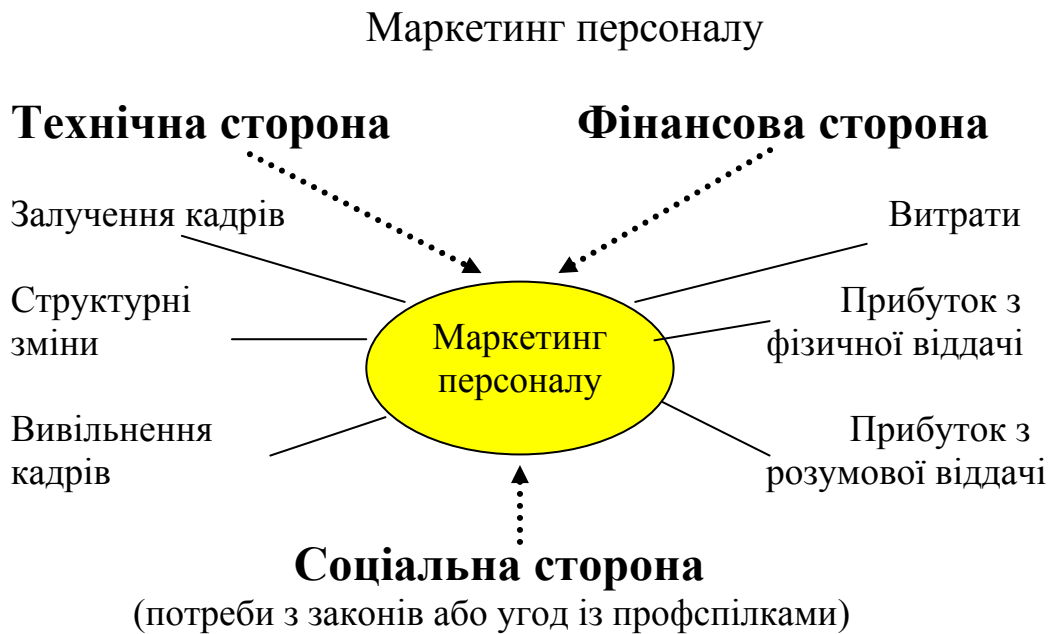 Маркетинг персоналу
Технічна сторона
Фінансова сторона
Залучення кадрів
Структурні
зміни
Вивільнення
кадрів
Маркетинг
персоналу
Витрати
Прибуток з
фізичної віддачі
Прибуток з
розумової віддачі
Соціальна сторона
(потреби з законів або угод із профспілками)